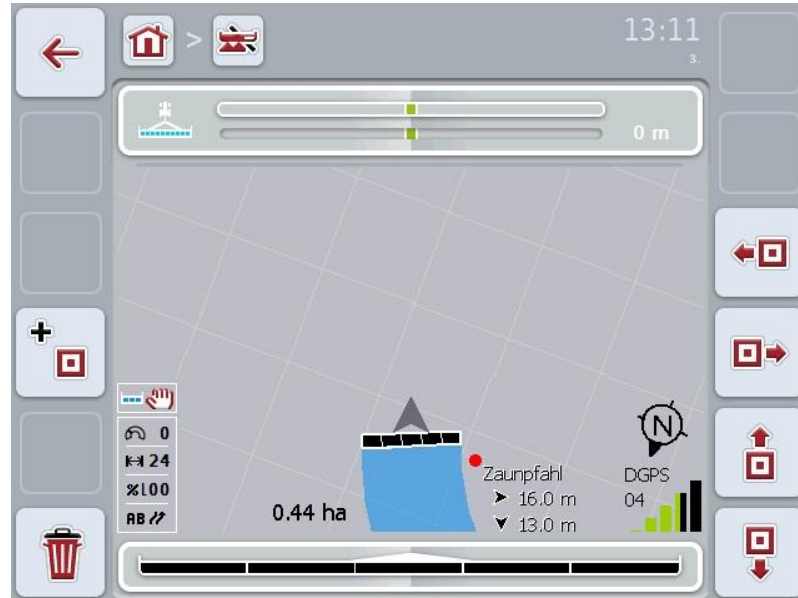 >
13:11
3.
0 m
N
0
24
%100
AB
0.44 ha
Zaunpfahl
16.0 m
13.0 m
DGPS
04